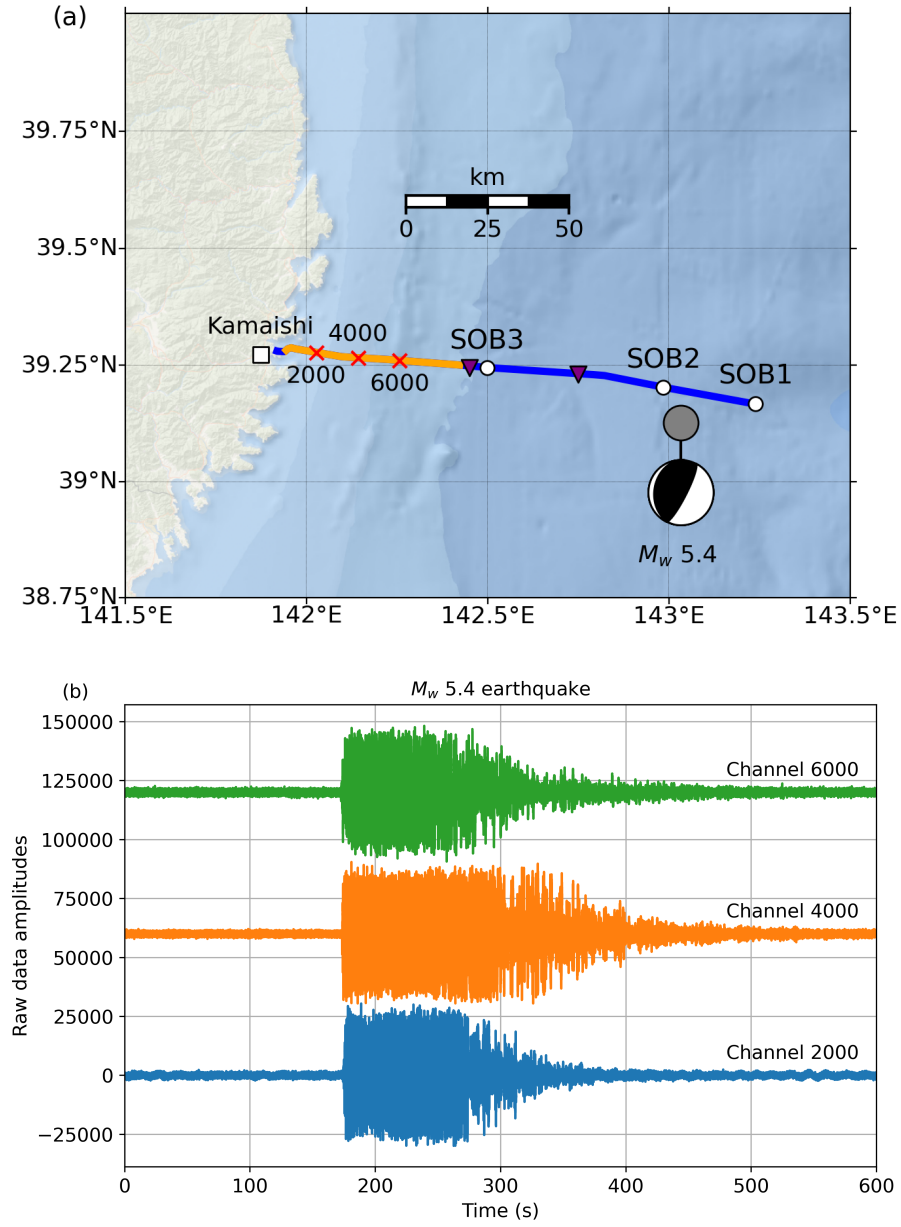 (a)
39.75°N
39.5°N
39.25°N
39°N
38.75°N
141.5°E 142°E 142.5°E 143°E 143.5°E
km
0 25 50
Kamaishi
4000
2000
6000
SOB3
SOB2
SOB1
Mw 5.4
(b)
Mw 5.4 earthquake
Raw data amplitudes
150000
125000
100000
75000
50000
25000
0
−25000
Channel 6000
Channel 4000
Channel 2000
0 100 200 300 400 500 600
Time (s)